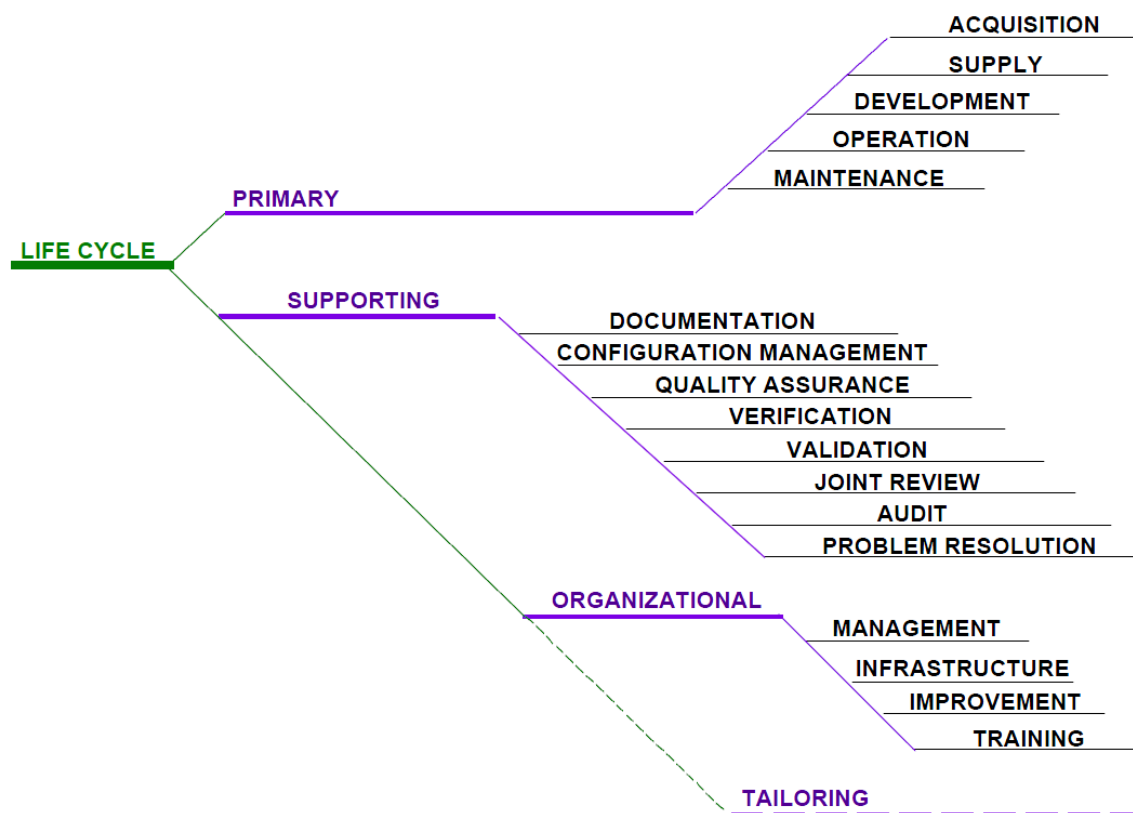 ACQUISITION
SUPPLY
DEVELOPMENT
OPERATION
MAINTENANCE
PRIMARY
LIFE CYCLE
SUPPORTING
DOCUMENTATION
CONFIGURATION MANAGEMENT
QUALITY ASSURANCE
VERIFICATION
VALIDATION
JOINT REVIEW
AUDIT
PROBLEM RESOLUTION
ORGANIZATIONAL
MANAGEMENT
INFRASTRUCTURE
IMPROVEMENT
TRAINING
TAILORING